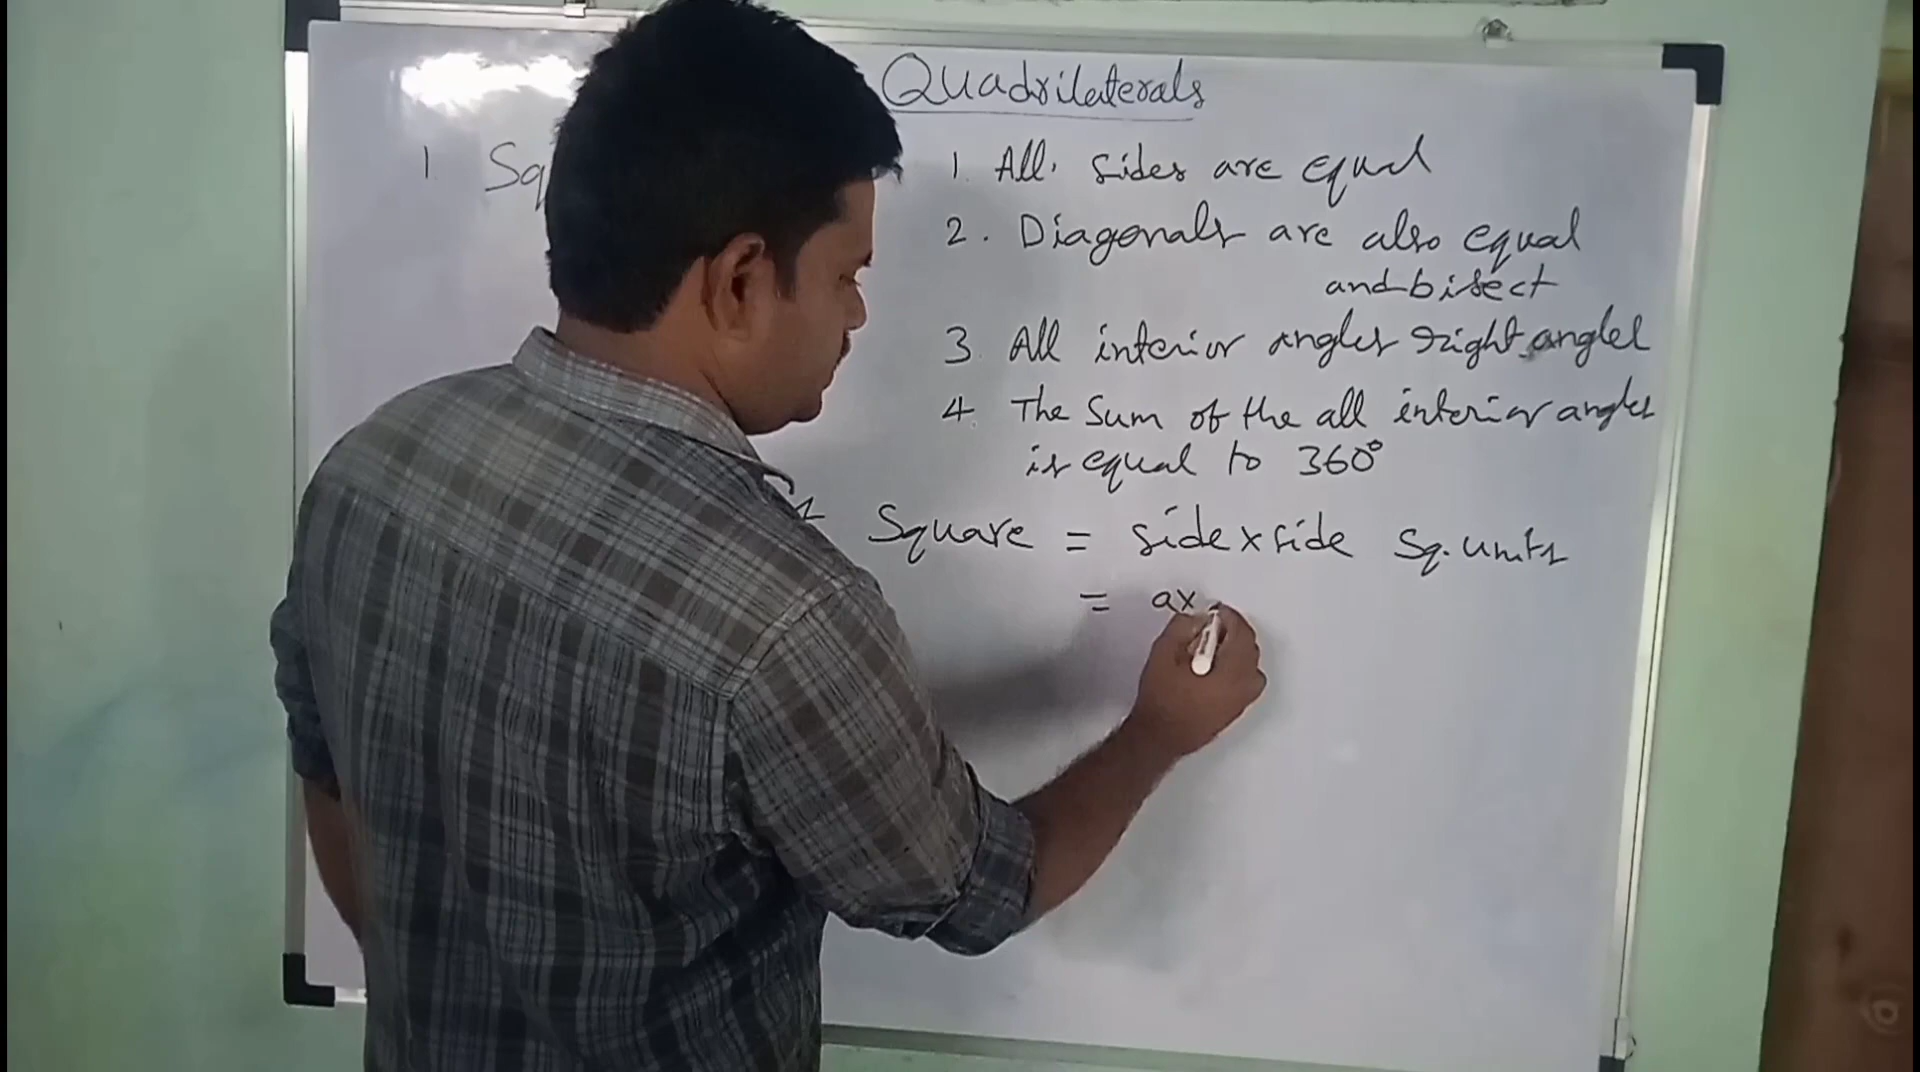 Quadrilaterals
1. Sq
1. All sides are equal
2. Diagonals are also equal
and bisect
3. All interior angles right angles
4. The sum of the all interior angles
is equal to 360°
Square = side x side Sq. units
= ax